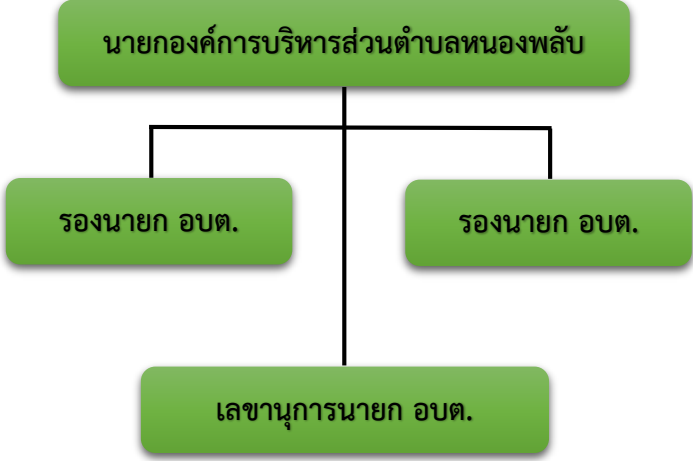 นายกองค์การบริหารส่วนตำบลหนองพลับ
รองนายก อบต.
รองนายก อบต.
เลขานุการนายก อบต.